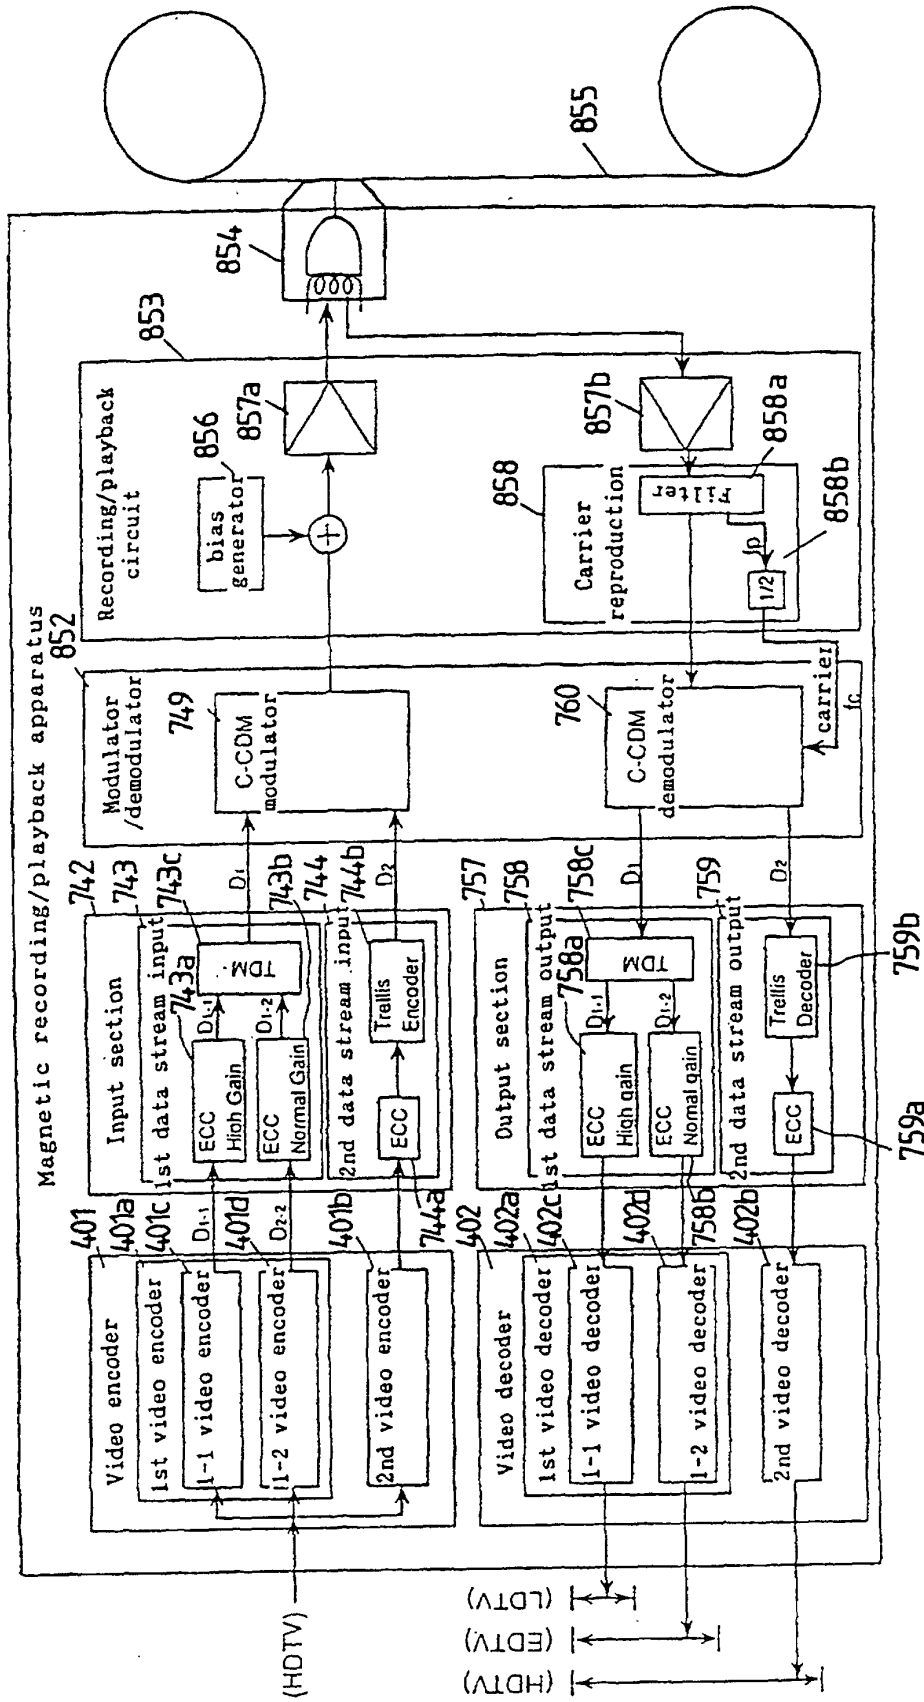 Magnetic recording/playback apparatus
401
Video encoder
401a
1st video encoder
401c
1-1 video encoder
401d
1-2 video encoder
401b
2nd video encoder
(HDTV)
D1-1
D2-2
742
Input section
743
1st data stream input
743a
ECC
High Gain
743b
ECC
Normal Gain
D1-1
D1-2
743c
TDM
744
2nd data stream input
744a
ECC
744b
Trellis
Encoder
D1
D2
852
Modulator
/demodulator
749
C-CDM
modulator
760
C-CDM
demodulator
carrier
fc
853
Recording/playback
circuit
856
bias
generator
857a
854
855
857b
858
Carrier
reproduction
858a
Filter
fp
1/2
858b
757
Output section
758
1st data stream output
758a
ECC
High gain
758b
ECC
Normal gain
D1-1
D1-2
758c
TDM
759
2nd data stream output
759a
ECC
759b
Trellis
Decoder
D1
D2
402
Video decoder
402a
1st video decoder
402c
1-1 video decoder
402d
1-2 video decoder
402b
2nd video decoder
(LDTV)
(EDTV)
(HDTV)